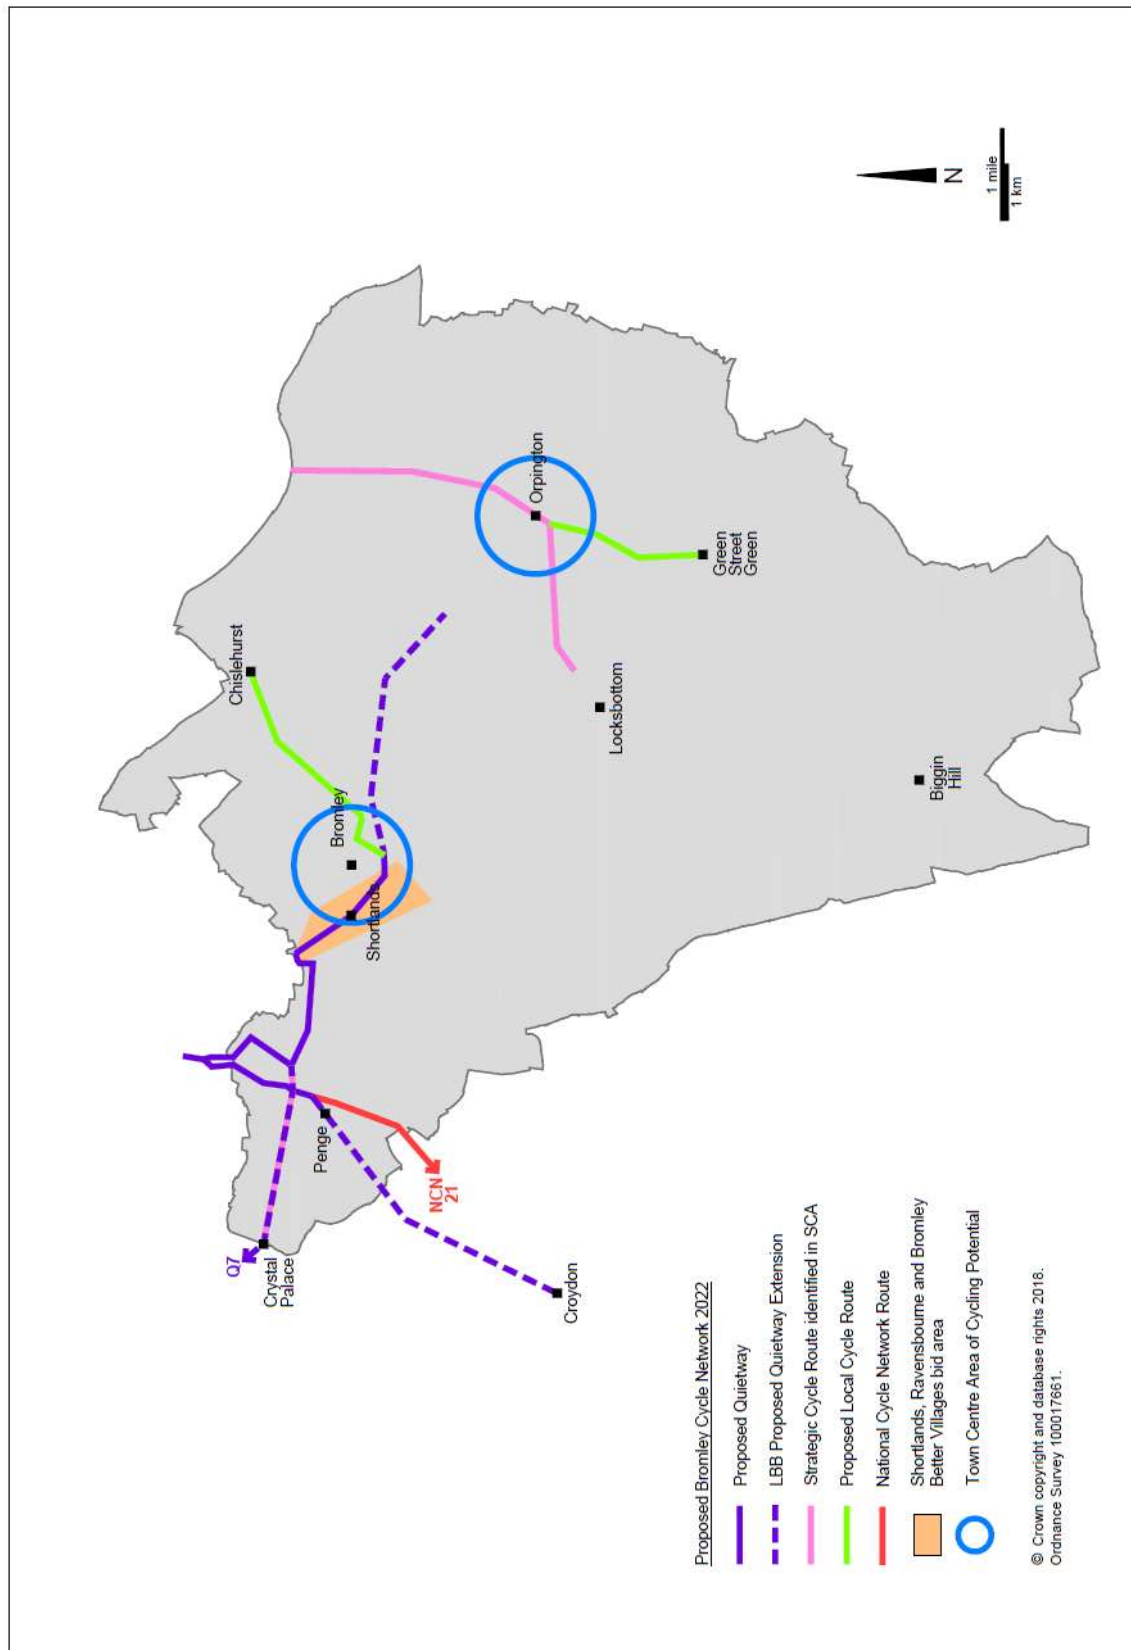 Chislehurst
Bromley
Shortlands
Orpington
Green
Street
Green
Locksbottom
Biggin
Hill
Penge
Q7
Crystal
Palace
NCN
21
Croydon
N
1 mile
1 km
Proposed Bromley Cycle Network 2022
Proposed Quietway
LBB Proposed Quietway Extension
Strategic Cycle Route identified in SCA
Proposed Local Cycle Route
National Cycle Network Route
Shortlands, Ravensbourne and Bromley
Better Villages bid area
Town Centre Area of Cycling Potential
© Crown copyright and database rights 2018.
Ordnance Survey 100017661.